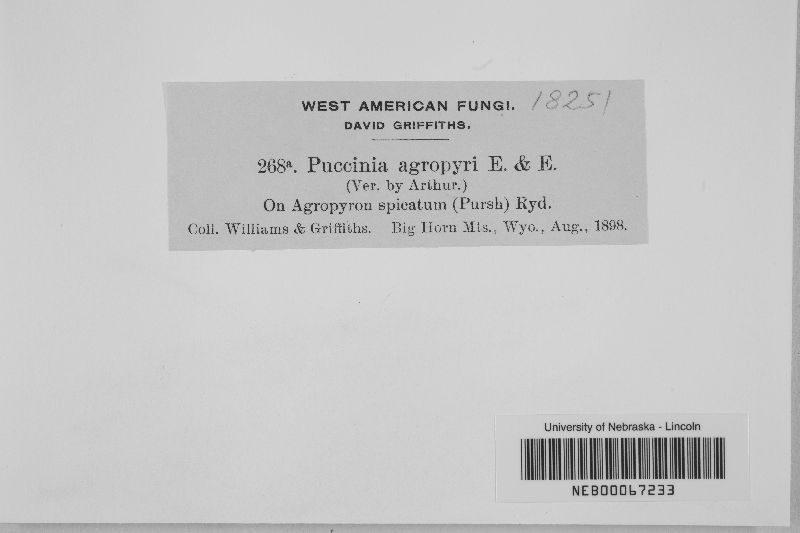 WEST AMERICAN FUNGI. 18251
DAVID GRIFFITHS.
268ª. Puccinia agropyri E. & E.
(Ver. by Arthur.)
On Agropyron spicatum (Pursh) Ryd.
Coll. Williams & Griffiths. Big Horn Mts., Wyo., Aug., 1898.
University of Nebraska - Lincoln
NEB00067233